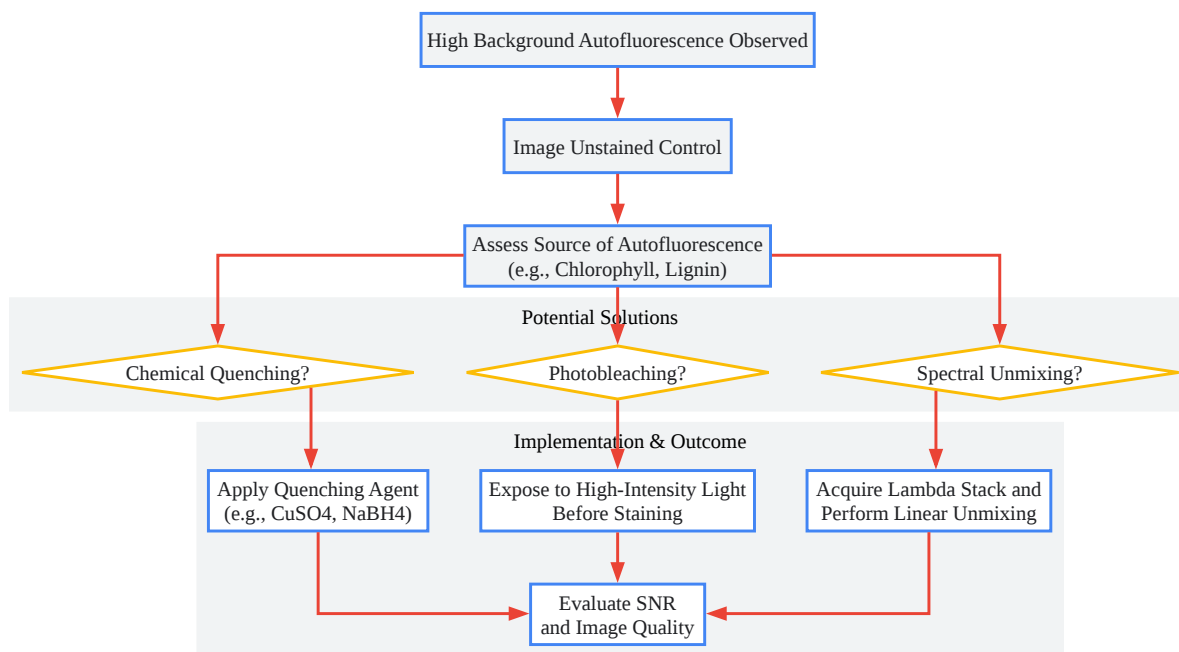 High Background Autofluorescence Observed
Image Unstained Control
Assess Source of Autofluorescence
(e.g., Chlorophyll, Lignin)
Potential Solutions
Chemical Quenching?
Photobleaching?
Spectral Unmixing?
Implementation & Outcome
Apply Quenching Agent
(e.g., CuSO4, NaBH4)
Expose to High-Intensity Light
Before Staining
Acquire Lambda Stack and
Perform Linear Unmixing
Evaluate SNR
and Image Quality